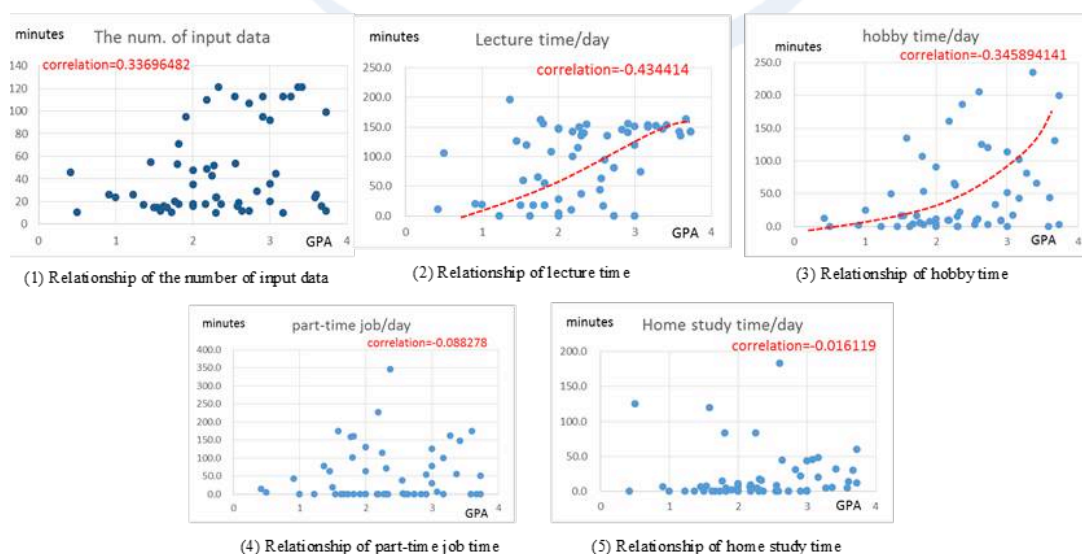 minutes
The num. of input data
correlation=0.33696482
140
120
100
80
60
40
20
0
0
1
2
3
4
GPA
(1) Relationship of the number of input data
minutes
Lecture time/day
correlation=-0.434414
250.0
200.0
150.0
100.0
50.0
0.0
0
1
2
3
4
GPA
(2) Relationship of lecture time
minutes
hobby time/day
correlation=-0.345894141
250.0
200.0
150.0
100.0
50.0
0.0
0
1
2
3
4
GPA
(3) Relationship of hobby time
minutes
part-time job/day
correlation=-0.088278
400.0
350.0
300.0
250.0
200.0
150.0
100.0
50.0
0.0
0
1
2
3
4
GPA
(4) Relationship of part-time job time
minutes
Home study time/day
correlation=-0.016119
200.0
150.0
100.0
50.0
0.0
0
1
2
3
4
GPA
(5) Relationship of home study time